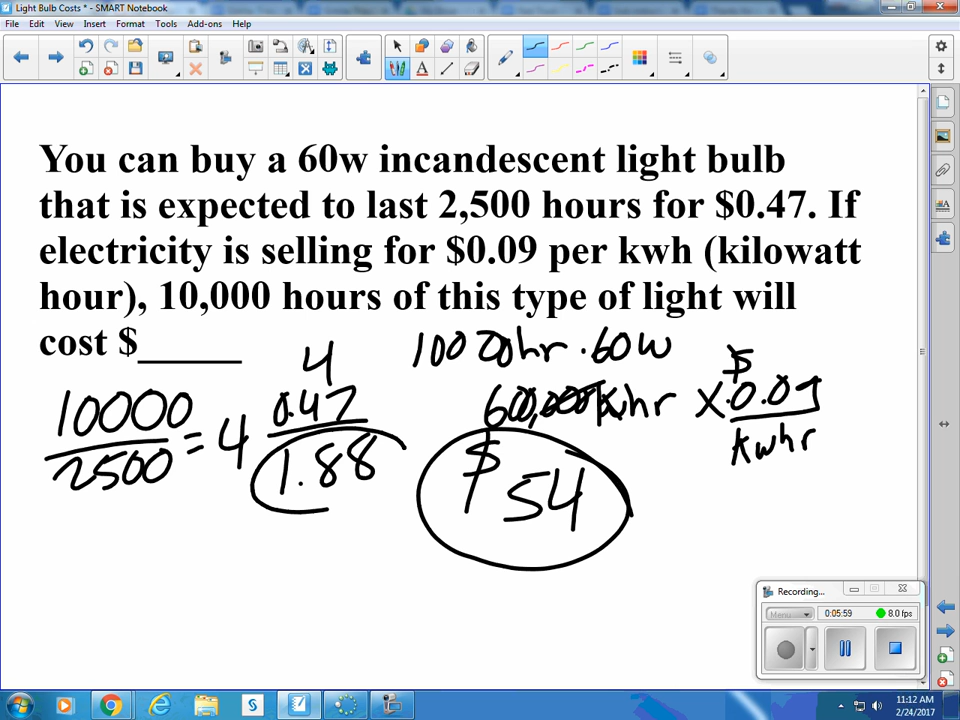 Light Bulb Costs * - SMART Notebook
File Edit View Insert Format Tools Add-ons Help
You can buy a 60w incandescent light bulb
that is expected to last 2,500 hours for $0.47. If
electricity is selling for $0.09 per kwh (kilowatt
hour), 10,000 hours of this type of light will
cost $_____
4
0.47
1.88
10000
2500
= 4
hr . 60w
$
X .0.09
kwhr
$ 54
Recording...
Menu
0:05:59
8.0 fps
11:12 AM
2/24/2017